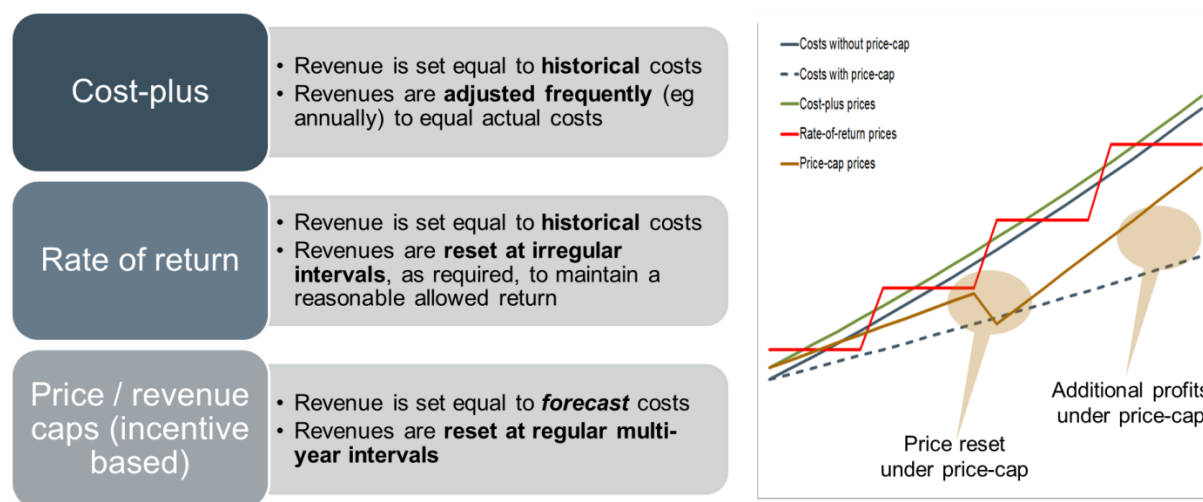 Cost-plus
• Revenue is set equal to historical costs
• Revenues are adjusted frequently (eg
annually) to equal actual costs
Rate of return
• Revenue is set equal to historical costs
• Revenues are reset at irregular
intervals, as required, to maintain a
reasonable allowed return
Price / revenue
caps (incentive
based)
• Revenue is set equal to forecast costs
• Revenues are reset at regular multi-
year intervals
Costs without price-cap
Costs with price-cap
Cost-plus prices
Rate-of-return prices
Price-cap prices
Price reset
under price-cap
Additional profits
under price-cap